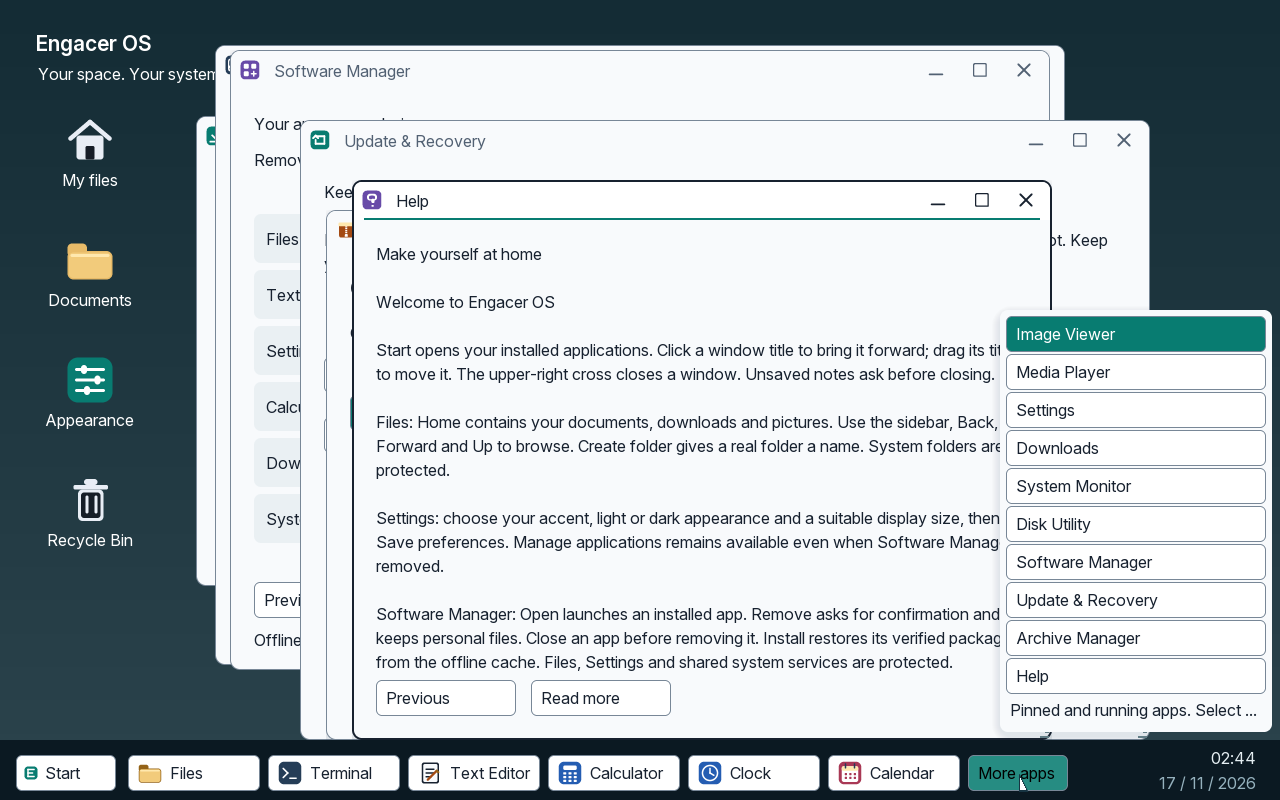 Engacer OS
Your space. Your system
My files
Documents
Appearance
Recycle Bin
Software Manager
Remov
Files
Text
Setti
Calcu
Dow
Syst
Previ
Offline
Update & Recovery
Kee
ot. Keep
Help
Make yourself at home
Welcome to Engacer OS
Start opens your installed applications. Click a window title to bring it forward; drag its tit
to move it. The upper-right cross closes a window. Unsaved notes ask before closing.
Files: Home contains your documents, downloads and pictures. Use the sidebar, Back,
Forward and Up to browse. Create folder gives a real folder a name. System folders are
protected.
Settings: choose your accent, light or dark appearance and a suitable display size, then
Save preferences. Manage applications remains available even when Software Manag
removed.
Software Manager: Open launches an installed app. Remove asks for confirmation and
keeps personal files. Close an app before removing it. Install restores its verified packag
from the offline cache. Files, Settings and shared system services are protected.
Previous
Read more
Image Viewer
Media Player
Settings
Downloads
System Monitor
Disk Utility
Software Manager
Update & Recovery
Archive Manager
Help
Pinned and running apps. Select ...
Start
Files
Terminal
Text Editor
Calculator
Clock
Calendar
More apps
02:44
17 / 11 / 2026